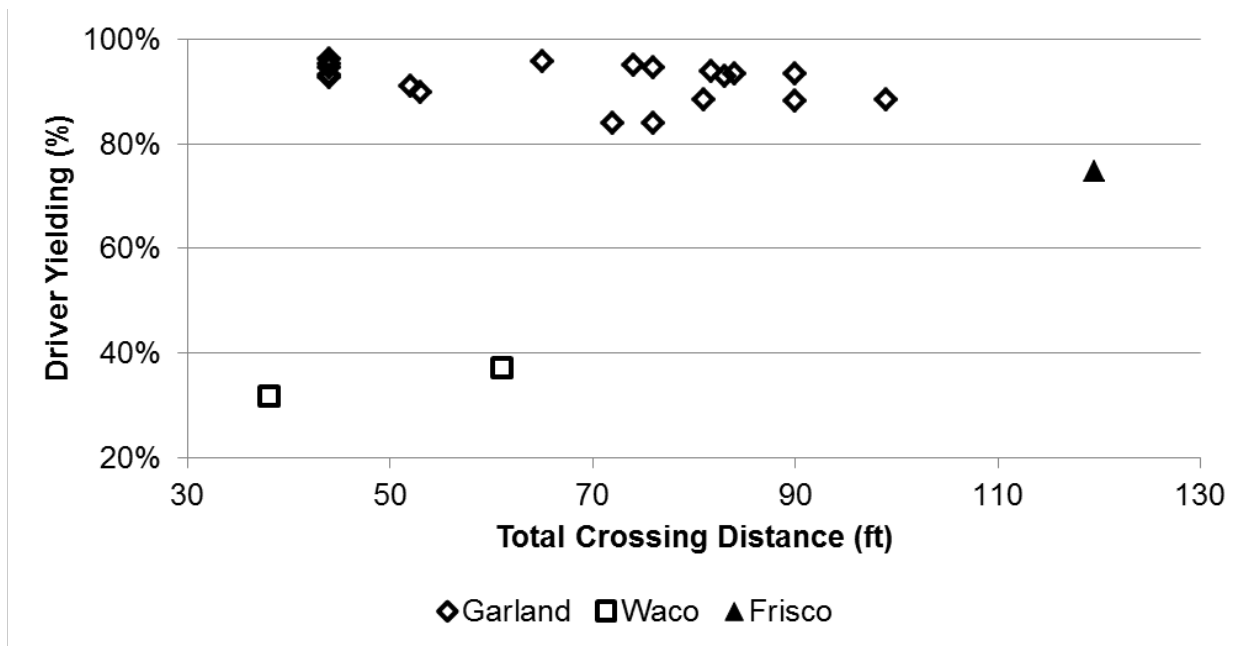 100%
80%
60%
40%
20%
Driver Yielding (%)
30 50 70 90 110 130
Total Crossing Distance (ft)
Garland Waco Frisco